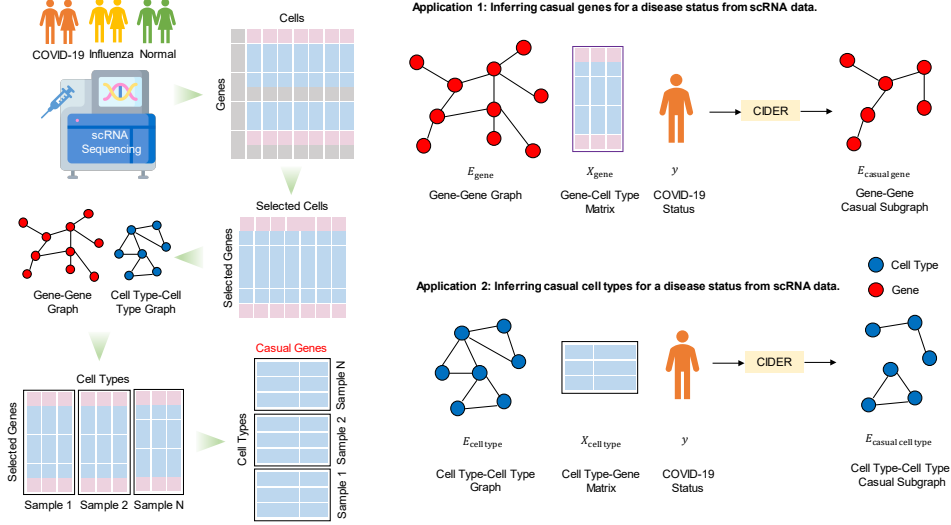 COVID-19 Influenza Normal
scRNA
Sequencing
Cells
Genes
Selected Cells
Selected Genes
Gene-Gene
Graph
Cell Type-Cell
Type Graph
Cell Types
Selected Genes
Sample 1 Sample 2 Sample N
Casual Genes
Cell Types
Sample N
Sample 2
Sample 1
Application 1: Inferring casual genes for a disease status from scRNA data.
CIDER
E_gene
X_gene
y
E_casual gene
Gene-Gene Graph
Gene-Cell Type
Matrix
COVID-19
Status
Gene-Gene
Casual Subgraph
Cell Type
Gene
Application 2: Inferring casual cell types for a disease status from scRNA data.
CIDER
E_cell type
X_cell type
y
E_casual cell type
Cell Type-Cell Type
Graph
Cell Type-Gene
Matrix
COVID-19
Status
Cell Type-Cell Type
Casual Subgraph